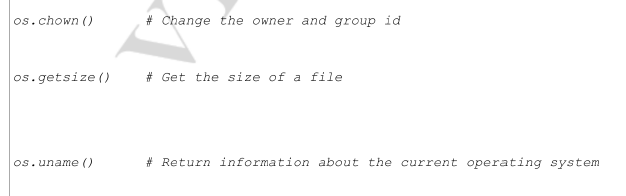 os.chown() # Change the owner and group id
os.getsize() # Get the size of a file
os.uname() # Return information about the current operating system